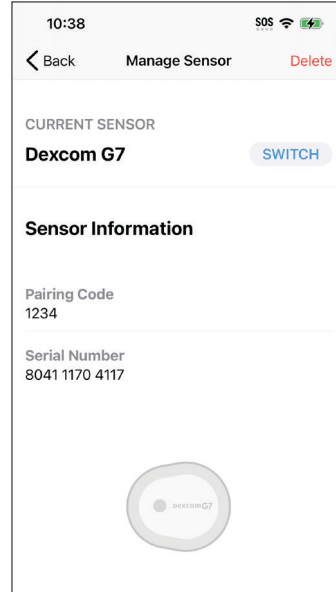 10:38 SOS
Back Manage Sensor Delete
CURRENT SENSOR
Dexcom G7 SWITCH
Sensor Information
Pairing Code
1234
Serial Number
8041 1170 4117
Dexcom G7